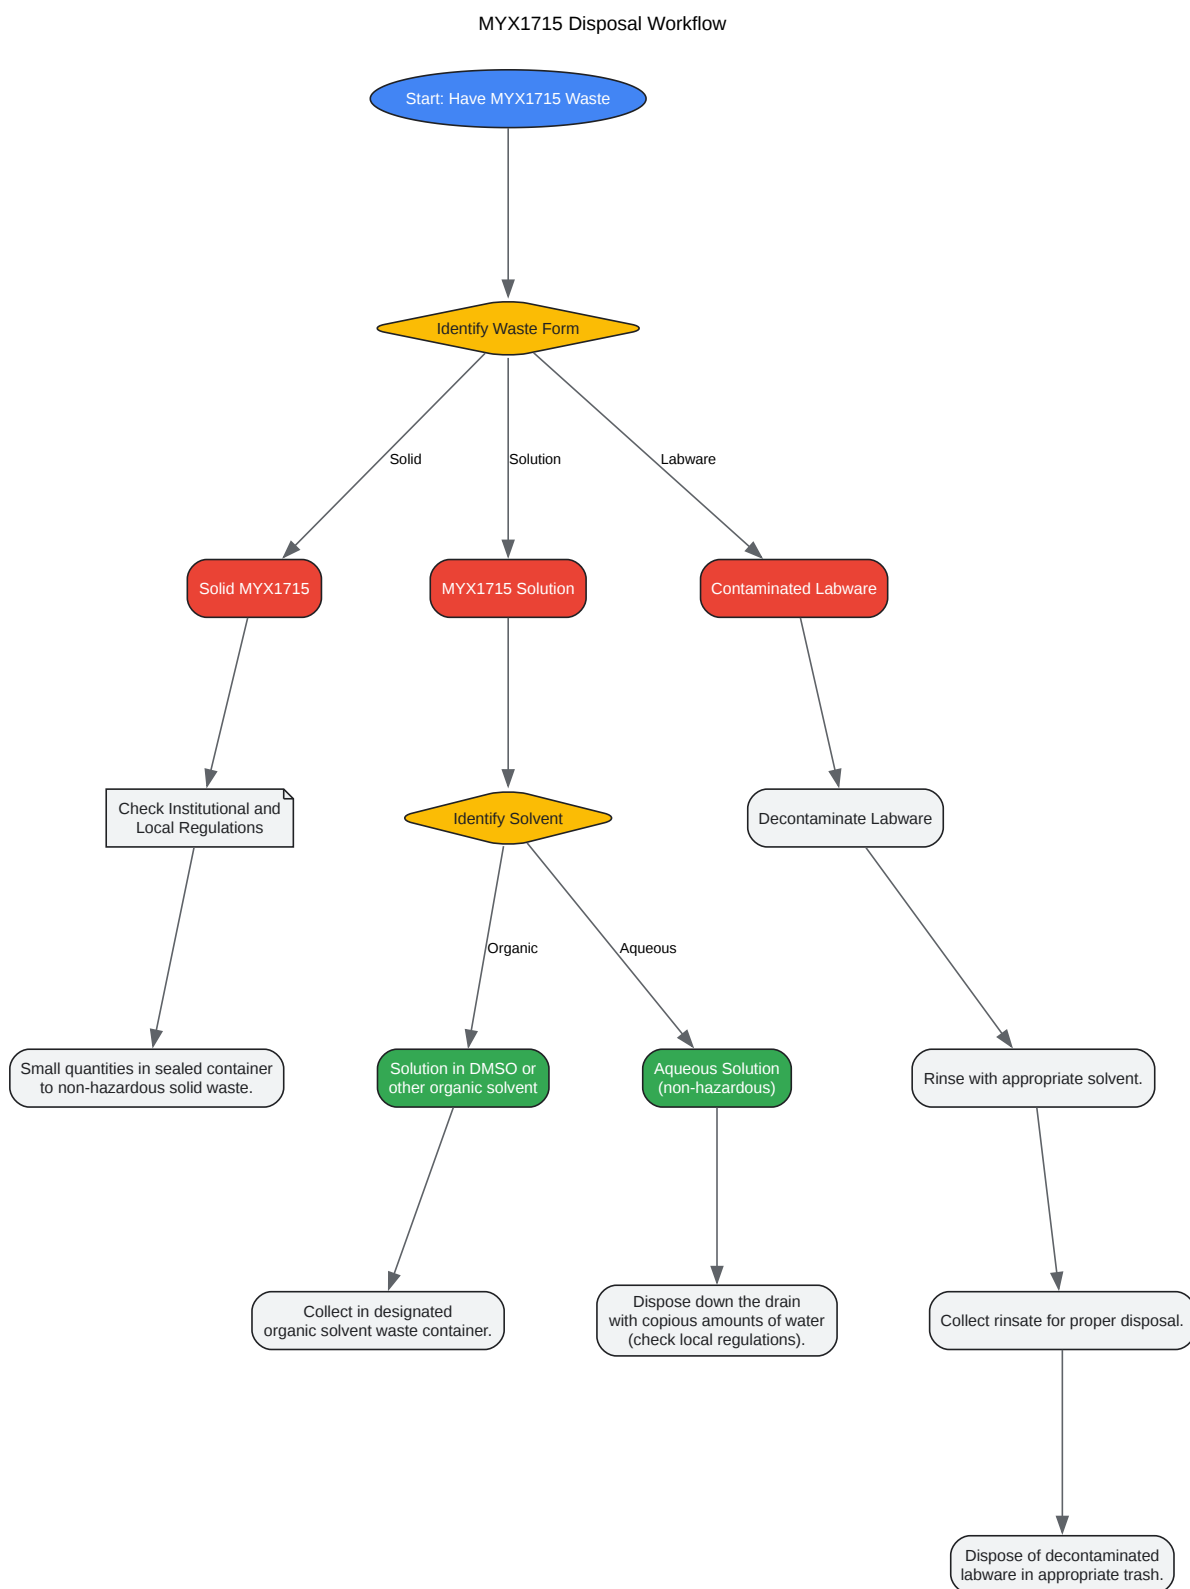 MYX1715 Disposal Workflow
Start: Have MYX1715 Waste
Identify Waste Form
Solid
Solution
Labware
Solid MYX1715
MYX1715 Solution
Contaminated Labware
Check Institutional and
Local Regulations
Identify Solvent
Decontaminate Labware
Organic
Aqueous
Small quantities in sealed container
to non-hazardous solid waste.
Solution in DMSO or
other organic solvent
Aqueous Solution
(non-hazardous)
Rinse with appropriate solvent.
Collect in designated
organic solvent waste container.
Dispose down the drain
with copious amounts of water
(check local regulations).
Collect rinsate for proper disposal.
Dispose of decontaminated
labware in appropriate trash.